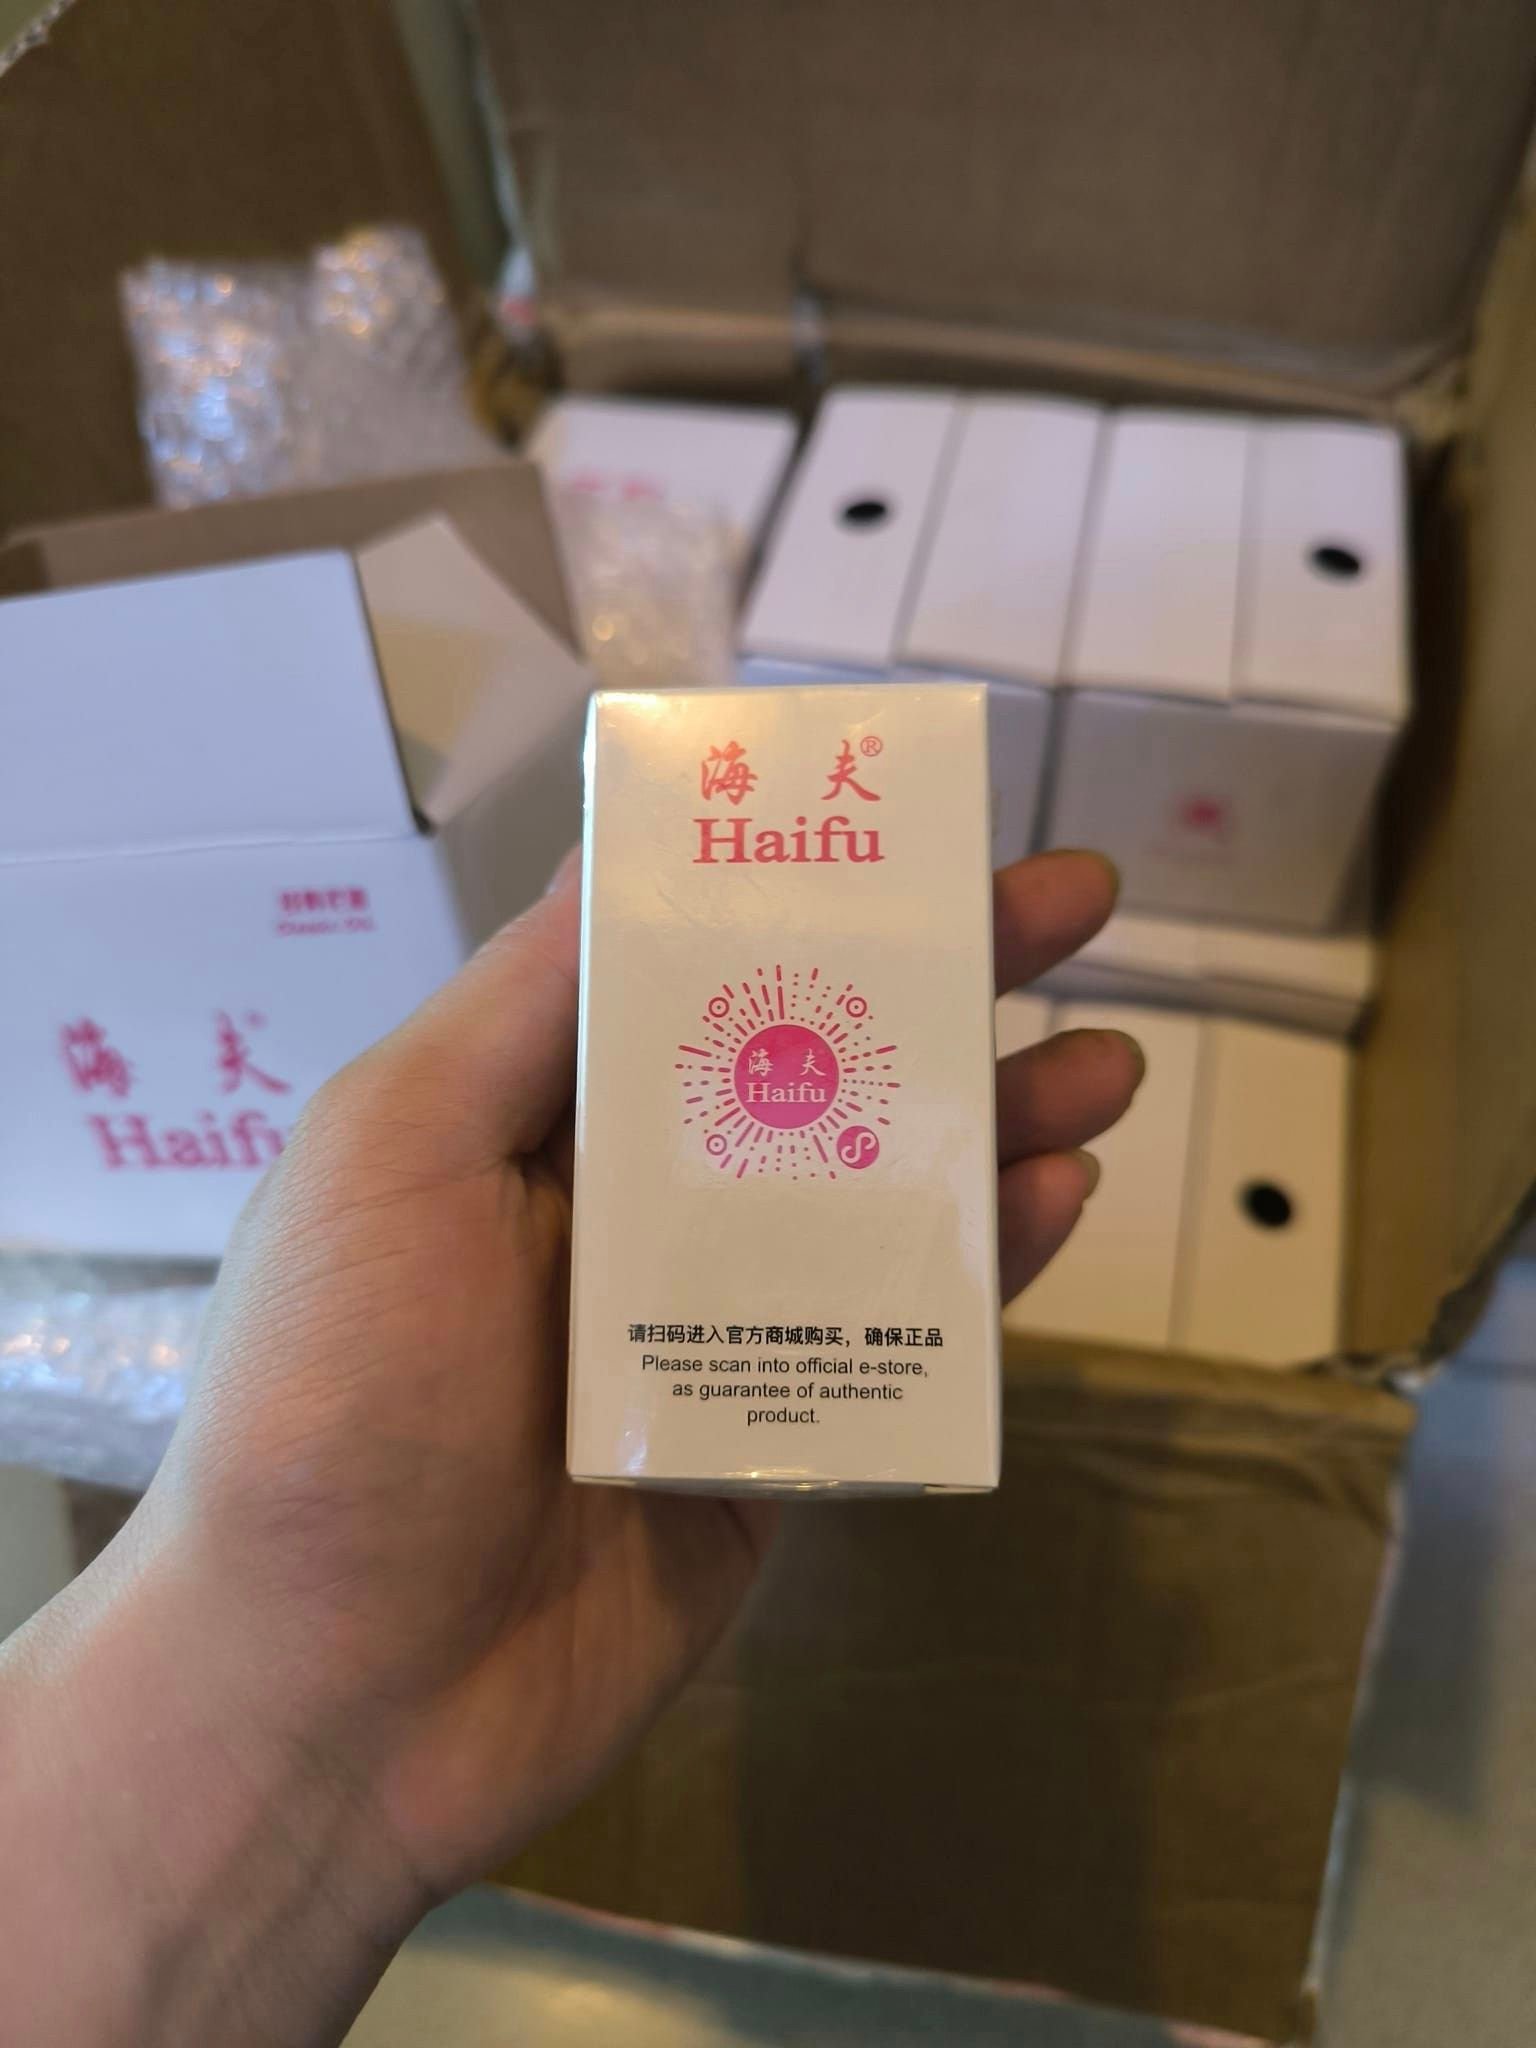 海夫®
Haifu
海夫
Haifu
请扫码进入官方商城购买，确保正品
Please scan into official e-store,
as guarantee of authentic
product.
海夫
Haifu